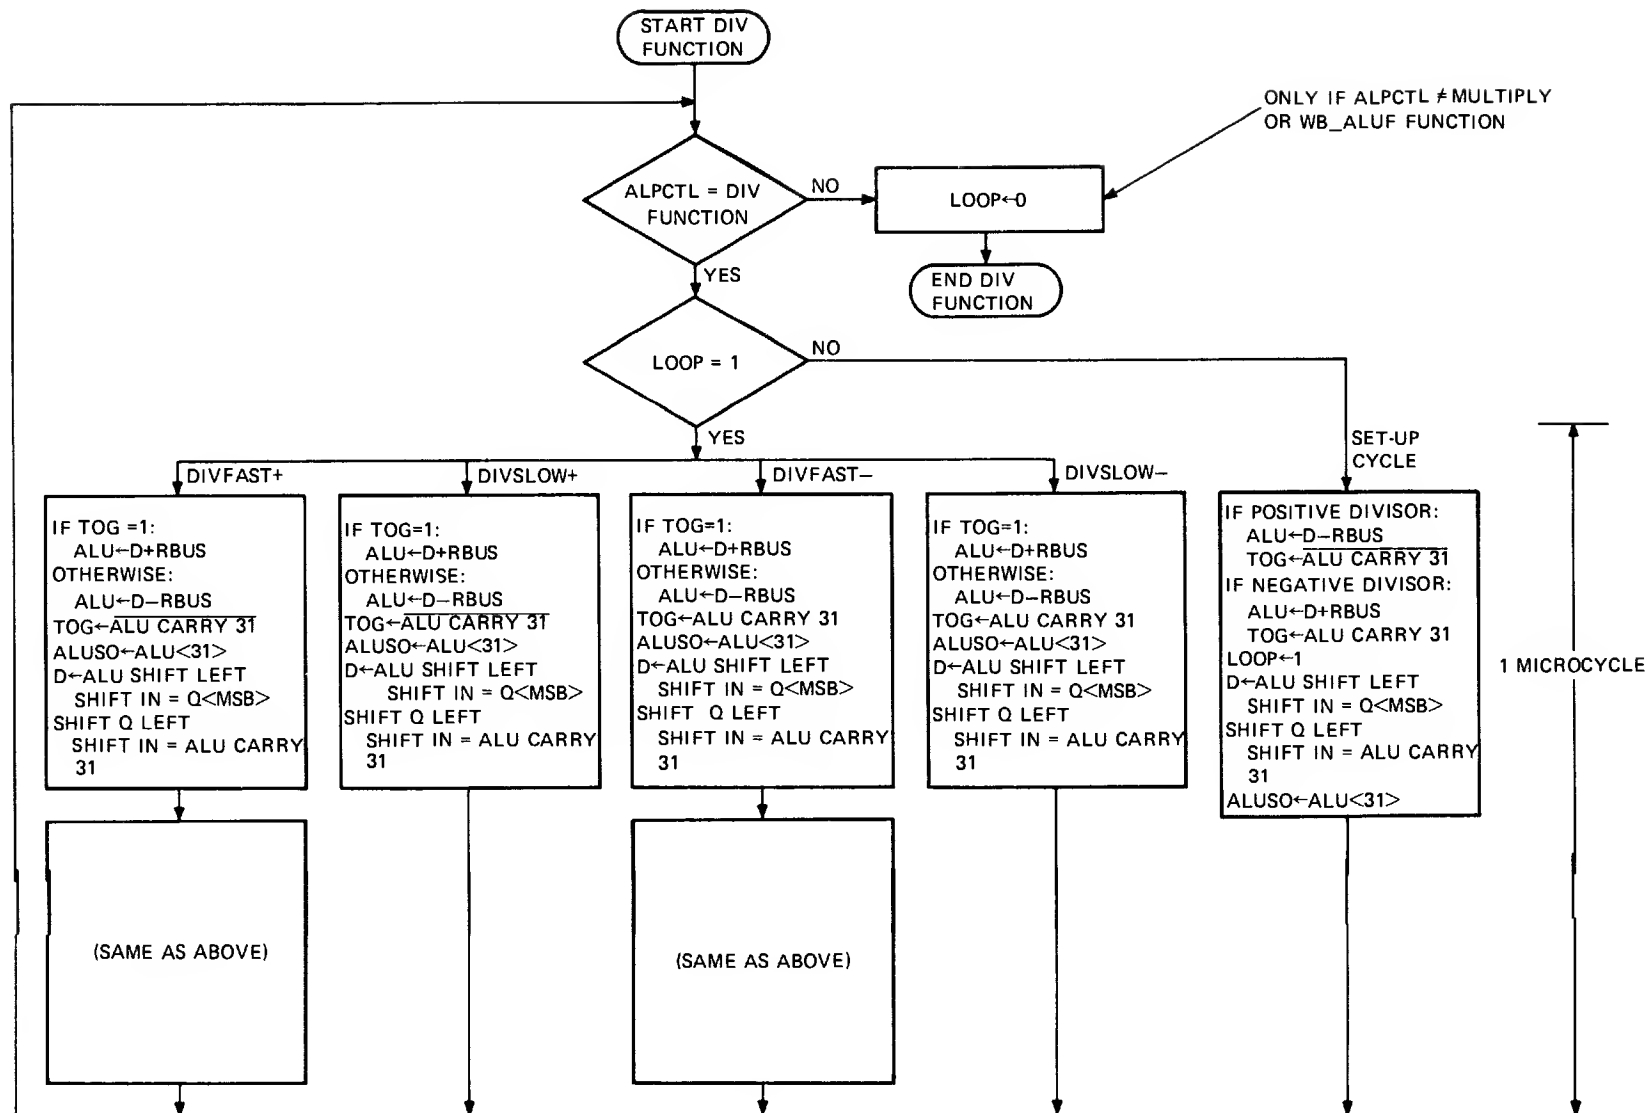 START DIV
FUNCTION
ONLY IF ALPCTL ≠ MULTIPLY
OR WB_ALUF FUNCTION
ALPCTL = DIV
FUNCTION
NO
LOOP←0
YES
END DIV
FUNCTION
LOOP = 1
NO
YES
SET-UP
CYCLE
DIVFAST+
DIVSLOW+
DIVFAST–
DIVSLOW–
IF TOG =1:
ALU←D+RBUS
OTHERWISE:
ALU←D–RBUS
TOG←A̅L̅U̅ ̅C̅A̅R̅R̅Y̅ ̅3̅1̅
ALUSO←ALU<31>
D←ALU SHIFT LEFT
SHIFT IN = Q<MSB>
SHIFT Q LEFT
SHIFT IN = ALU CARRY
31
(SAME AS ABOVE)
IF TOG=1:
ALU←D+RBUS
OTHERWISE:
ALU←D–RBUS
TOG←A̅L̅U̅ ̅C̅A̅R̅R̅Y̅ ̅3̅1̅
ALUSO←ALU<31>
D←ALU SHIFT LEFT
SHIFT IN = Q<MSB>
SHIFT Q LEFT
SHIFT IN = ALU CARRY
31
IF TOG=1:
ALU←D+RBUS
OTHERWISE:
ALU←D–RBUS
TOG←ALU CARRY 31
ALUSO←ALU<31>
D←ALU SHIFT LEFT
SHIFT IN = Q<MSB>
SHIFT Q LEFT
SHIFT IN = ALU CARRY
31
(SAME AS ABOVE)
IF TOG=1:
ALU←D+RBUS
OTHERWISE:
ALU←D–RBUS
TOG←ALU CARRY 31
ALUSO←ALU<31>
D←ALU SHIFT LEFT
SHIFT IN = Q<MSB>
SHIFT Q LEFT
SHIFT IN = ALU CARRY
31
IF POSITIVE DIVISOR:
ALU←D–RBUS
TOG←A̅L̅U̅ ̅C̅A̅R̅R̅Y̅ ̅3̅1̅
IF NEGATIVE DIVISOR:
ALU←D+RBUS
TOG←ALU CARRY 31
LOOP←1
D←ALU SHIFT LEFT
SHIFT IN = Q<MSB>
SHIFT Q LEFT
SHIFT IN = ALU CARRY
31
ALUSO←ALU<31>
1 MICROCYCLE